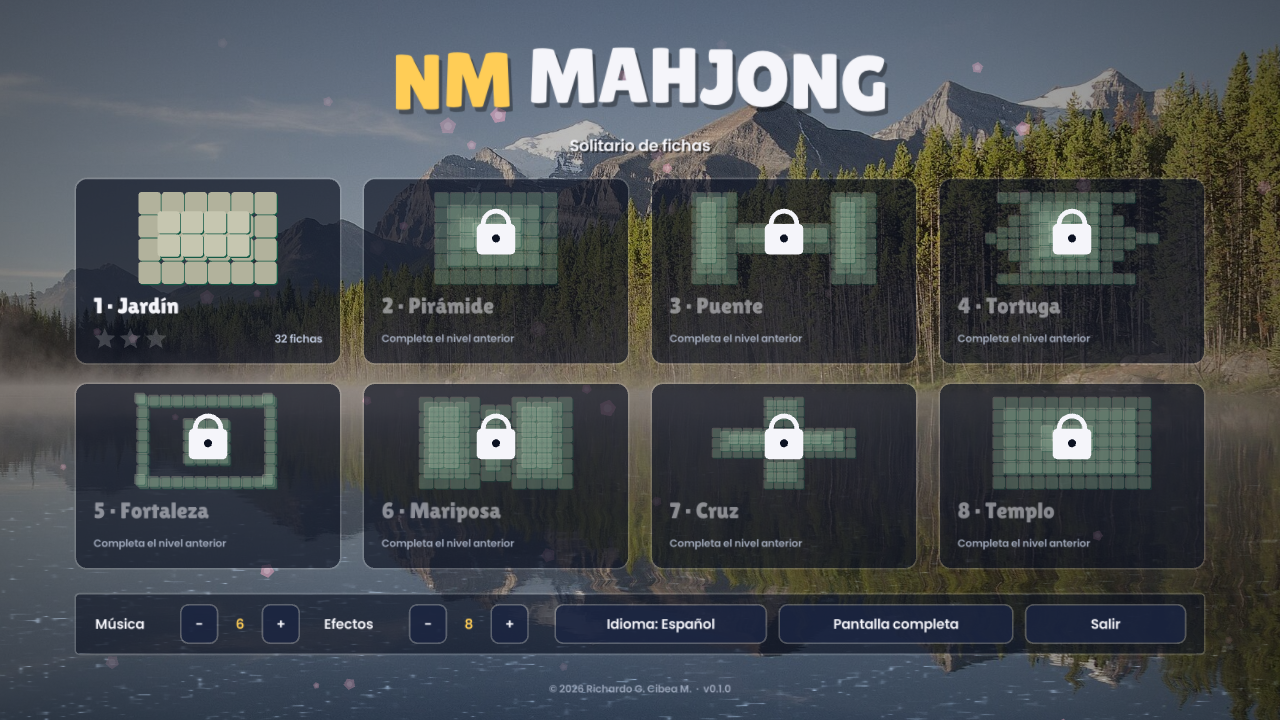 NM MAHJONG
Solitario de fichas
1 · Jardín
32 fichas
2 · Pirámide
Completa el nivel anterior
3 · Puente
Completa el nivel anterior
4 · Tortuga
Completa el nivel anterior
5 · Fortaleza
Completa el nivel anterior
6 · Mariposa
Completa el nivel anterior
7 · Cruz
Completa el nivel anterior
8 · Templo
Completa el nivel anterior
Música - 6 + Efectos - 8 + Idioma: Español Pantalla completa Salir
© 2026 Richardo G. Cibea M. · v0.1.0